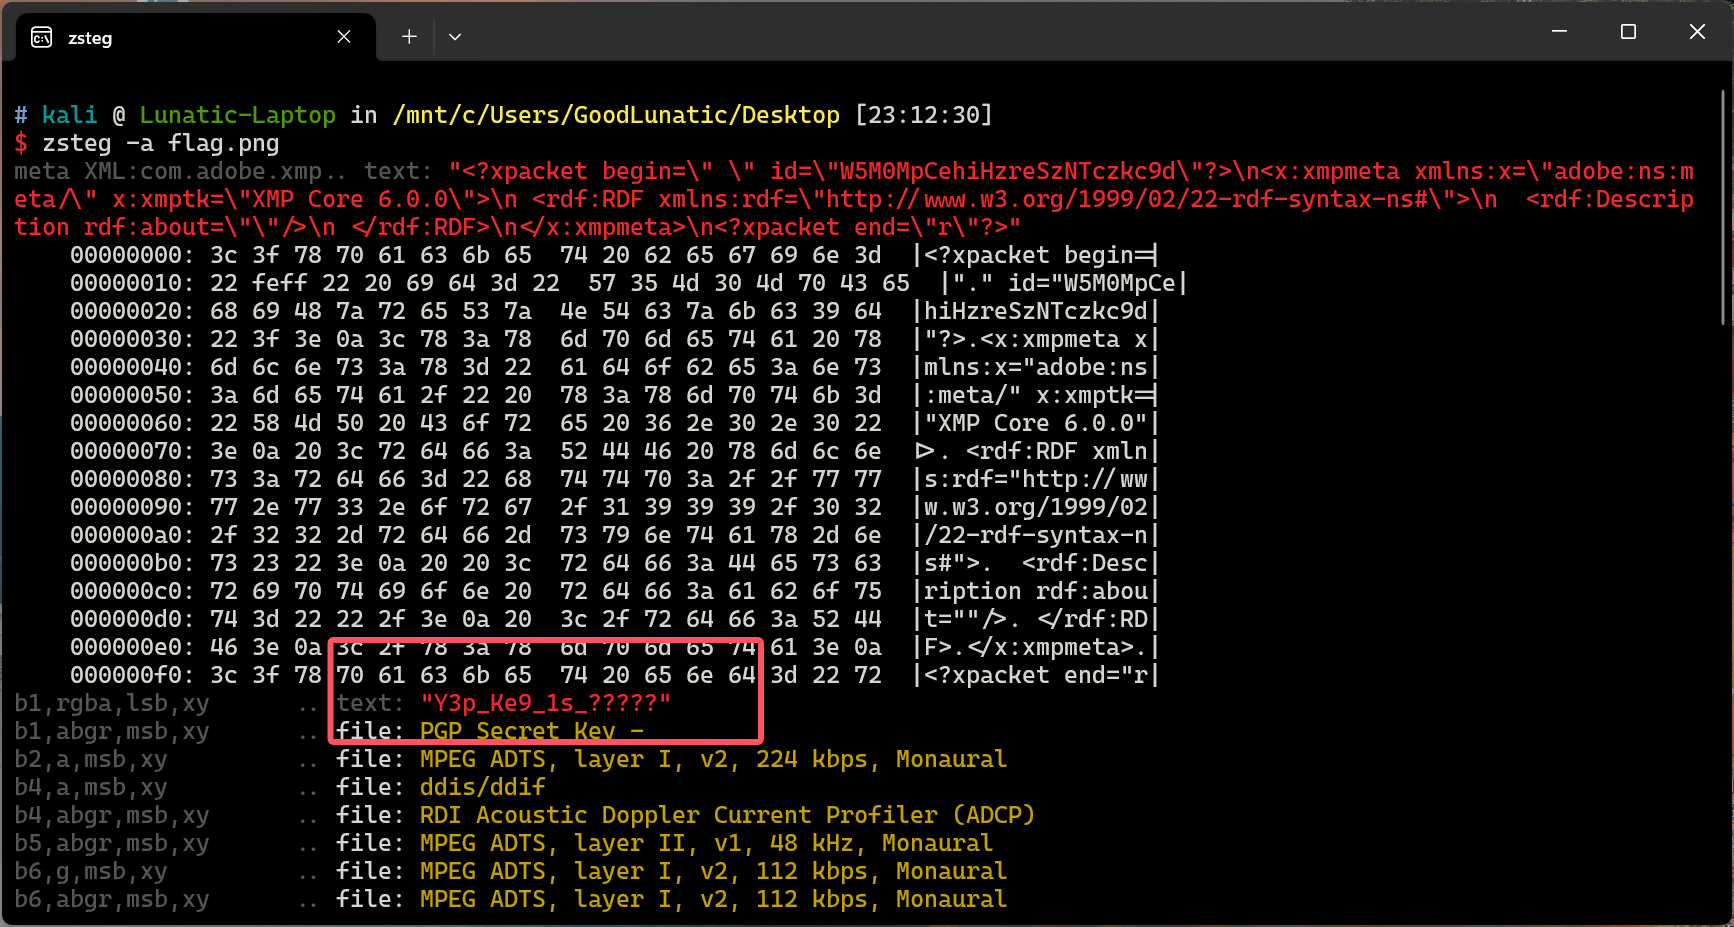 zsteg
# kali @ Lunatic-Laptop in /mnt/c/Users/GoodLunatic/Desktop [23:12:30]
$ zsteg -a flag.png
meta XML:com.adobe.xmp.. text: "<?xpacket begin=\" \" id=\"W5M0MpCehiHzreSzNTczkc9d\"?>\n<x:xmpmeta xmlns:x=\"adobe:ns:m
eta/\" x:xmptk=\"XMP Core 6.0.0\">\n <rdf:RDF xmlns:rdf=\"http://www.w3.org/1999/02/22-rdf-syntax-ns#\">\n  <rdf:Descrip
tion rdf:about=\"\"/>\n </rdf:RDF>\n</x:xmpmeta>\n<?xpacket end=\"r\"?>"
    00000000: 3c 3f 78 70 61 63 6b 65  74 20 62 65 67 69 6e 3d  |<?xpacket begin=|
    00000010: 22 feff 22 20 69 64 3d 22  57 35 4d 30 4d 70 43 65  |"." id="W5M0MpCe|
    00000020: 68 69 48 7a 72 65 53 7a  4e 54 63 7a 6b 63 39 64  |hiHzreSzNTczkc9d|
    00000030: 22 3f 3e 0a 3c 78 3a 78  6d 70 6d 65 74 61 20 78  |"?>.<x:xmpmeta x|
    00000040: 6d 6c 6e 73 3a 78 3d 22  61 64 6f 62 65 3a 6e 73  |mlns:x="adobe:ns|
    00000050: 3a 6d 65 74 61 2f 22 20  78 3a 78 6d 70 74 6b 3d  |:meta/" x:xmptk=|
    00000060: 22 58 4d 50 20 43 6f 72  65 20 36 2e 30 2e 30 22  |"XMP Core 6.0.0"|
    00000070: 3e 0a 20 3c 72 64 66 3a  52 44 46 20 78 6d 6c 6e  |>. <rdf:RDF xmln|
    00000080: 73 3a 72 64 66 3d 22 68  74 74 70 3a 2f 2f 77 77  |s:rdf="http://ww|
    00000090: 77 2e 77 33 2e 6f 72 67  2f 31 39 39 39 2f 30 32  |w.w3.org/1999/02|
    000000a0: 2f 32 32 2d 72 64 66 2d  73 79 6e 74 61 78 2d 6e  |/22-rdf-syntax-n|
    000000b0: 73 23 22 3e 0a 20 20 3c  72 64 66 3a 44 65 73 63  |s#">.  <rdf:Desc|
    000000c0: 72 69 70 74 69 6f 6e 20  72 64 66 3a 61 62 6f 75  |ription rdf:abou|
    000000d0: 74 3d 22 22 2f 3e 0a 20  3c 2f 72 64 66 3a 52 44  |t=""/>. </rdf:RD|
    000000e0: 46 3e 0a 3c 2f 78 3a 78  6d 70 6d 65 74 61 3e 0a  |F>.</x:xmpmeta>.|
    000000f0: 3c 3f 78 70 61 63 6b 65  74 20 65 6e 64 3d 22 72  |<?xpacket end="r|
b1,rgba,lsb,xy      .. text: "Y3p_Ke9_1s_?????"
b1,abgr,msb,xy      .. file: PGP Secret Key -
b2,a,msb,xy         .. file: MPEG ADTS, layer I, v2, 224 kbps, Monaural
b4,a,msb,xy         .. file: ddis/ddif
b4,abgr,msb,xy      .. file: RDI Acoustic Doppler Current Profiler (ADCP)
b5,abgr,msb,xy      .. file: MPEG ADTS, layer II, v1, 48 kHz, Monaural
b6,g,msb,xy         .. file: MPEG ADTS, layer I, v2, 112 kbps, Monaural
b6,abgr,msb,xy      .. file: MPEG ADTS, layer I, v2, 112 kbps, Monaural